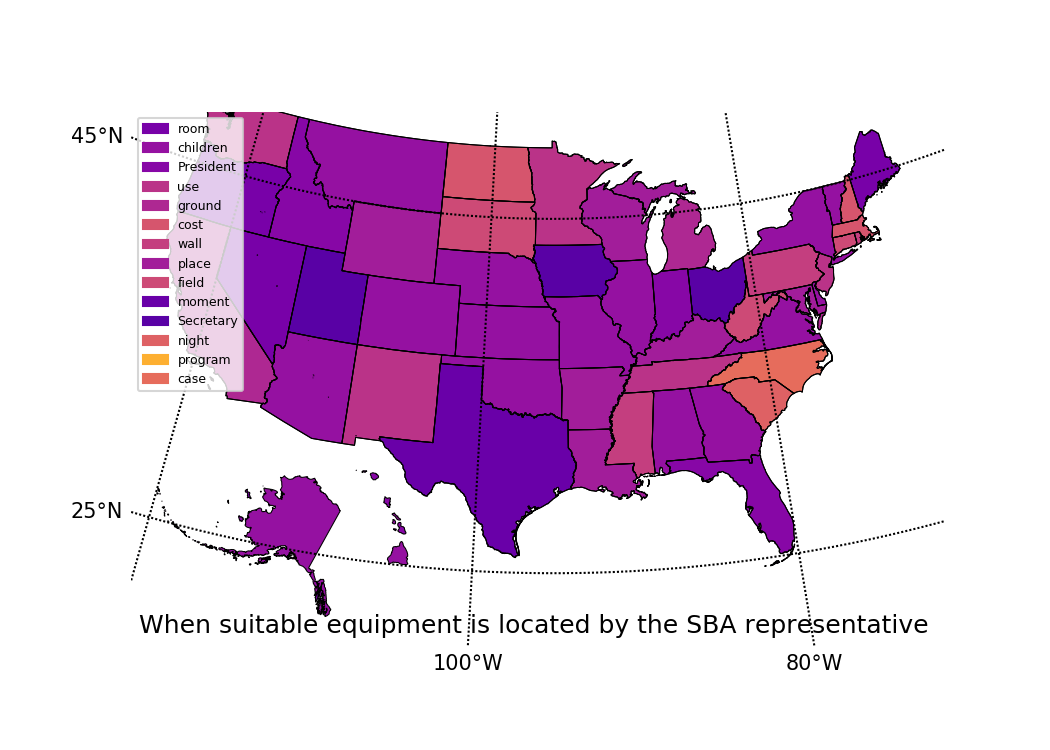 45°N
room
children
President
use
ground
cost
wall
place
field
moment
Secretary
night
program
case
25°N
When suitable equipment is located by the SBA representative
100°W
80°W